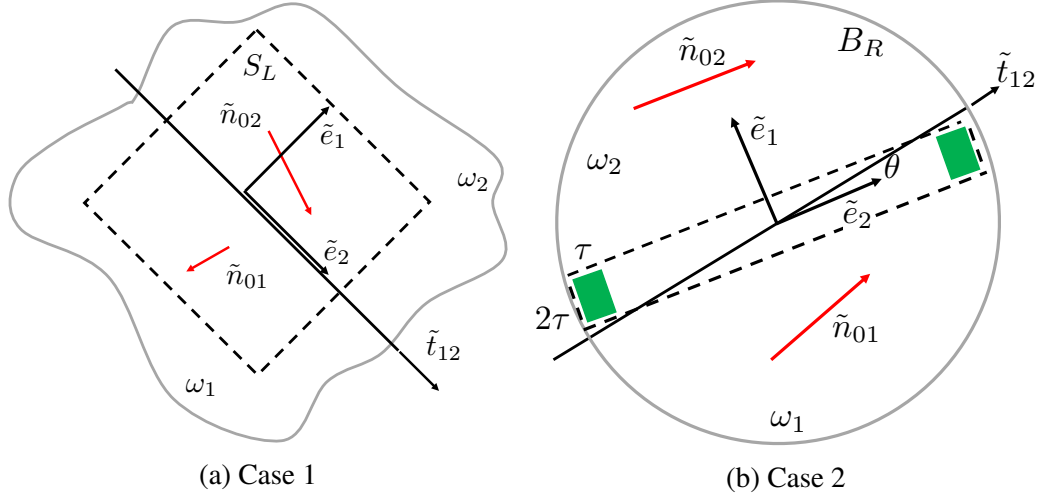 S_L
ñ_02
ẽ_1
ω_2
ẽ_2
ñ_01
t̃_12
ω_1
(a) Case 1
B_R
ñ_02
t̃_12
ẽ_1
ω_2
θ
ẽ_2
τ
2τ
ñ_01
ω_1
(b) Case 2